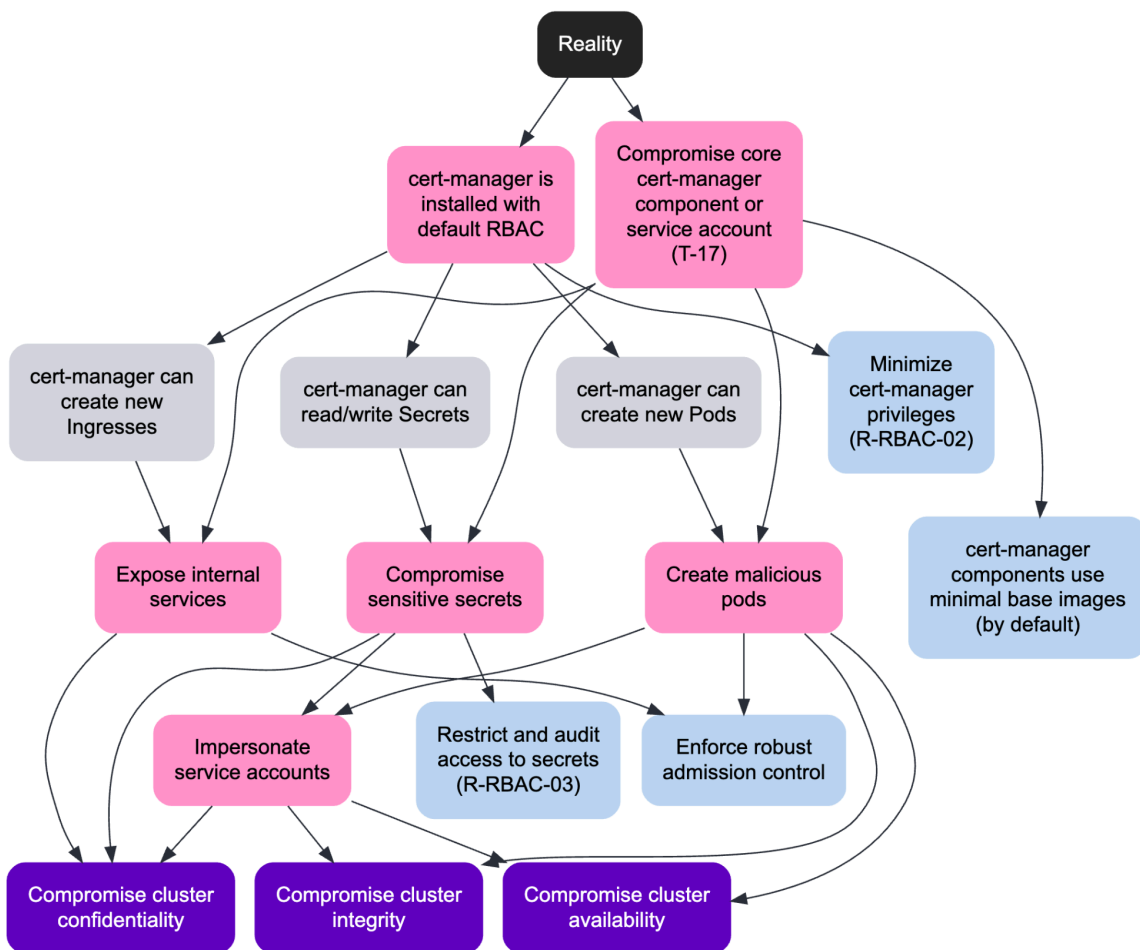 Reality
Compromise core
cert-manager
component or
service account
(T-17)
cert-manager is
installed with
default RBAC
cert-manager can
create new
Ingresses
cert-manager can
read/write Secrets
cert-manager can
create new Pods
Minimize
cert-manager
privileges
(R-RBAC-02)
cert-manager
components use
minimal base images
(by default)
Expose internal
services
Compromise
sensitive secrets
Create malicious
pods
Impersonate
service accounts
Restrict and audit
access to secrets
(R-RBAC-03)
Enforce robust
admission control
Compromise cluster
confidentiality
Compromise cluster
integrity
Compromise cluster
availability